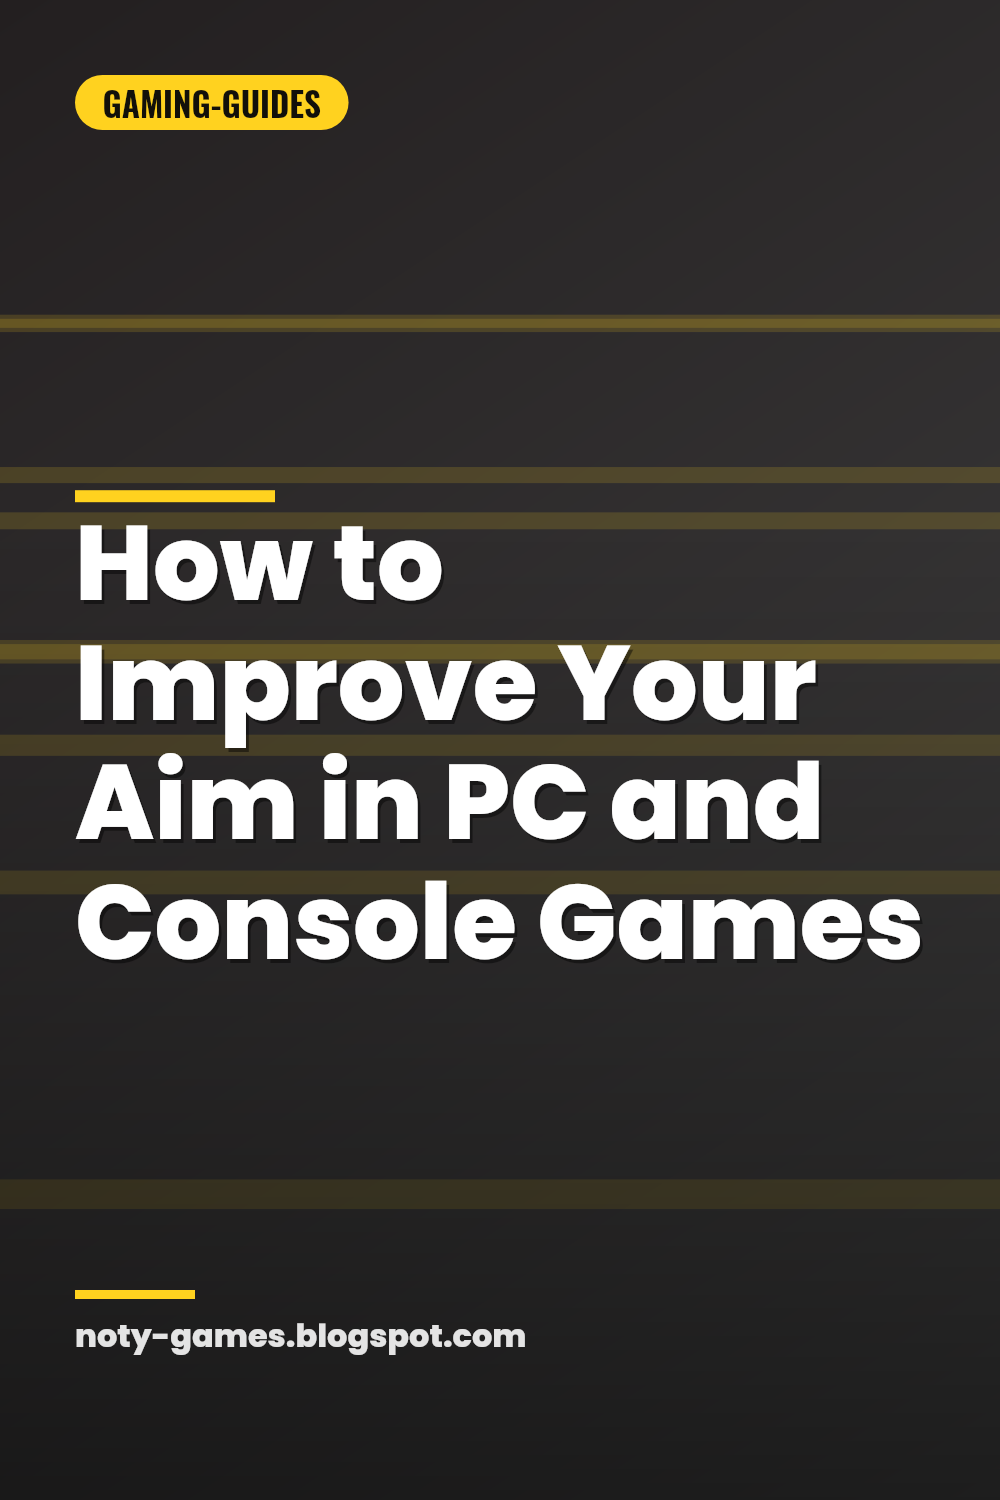 GAMING-GUIDES
How to
Improve Your
Aim in PC and
Console Games
noty-games.blogspot.com